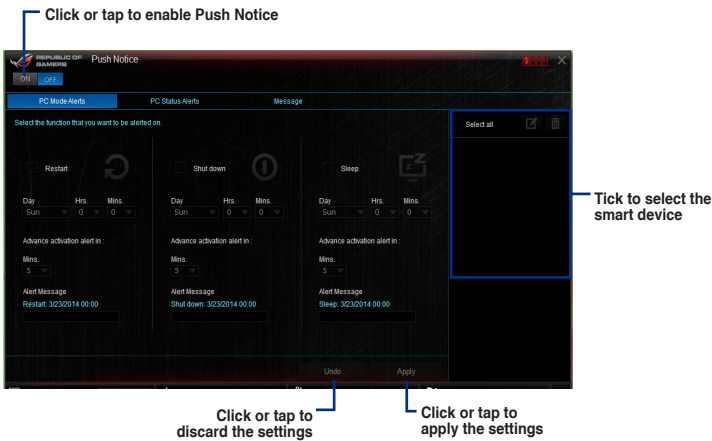 Click or tap to enable Push Notice
REPUBLIC OF
GAMERS
Push Notice
ON OFF
PC Mode Alerts PC Status Alerts Message
Select the function that you want to be alerted on.
Select all
Restart Shut down Sleep
Day Hrs. Mins. Day Hrs. Mins. Day Hrs. Mins.
Sun 0 0 Sun 0 0 Sun 0 0
Tick to select the
smart device
Advance activation alert in : Advance activation alert in : Advance activation alert in :
Mins. Mins. Mins.
5 5 5
Alert Message Alert Message Alert Message
Restart: 3/23/2014 00:00 Shut down: 3/23/2014 00:00 Sleep: 3/23/2014 00:00
Undo Apply
Click or tap to
discard the settings
Click or tap to
apply the settings